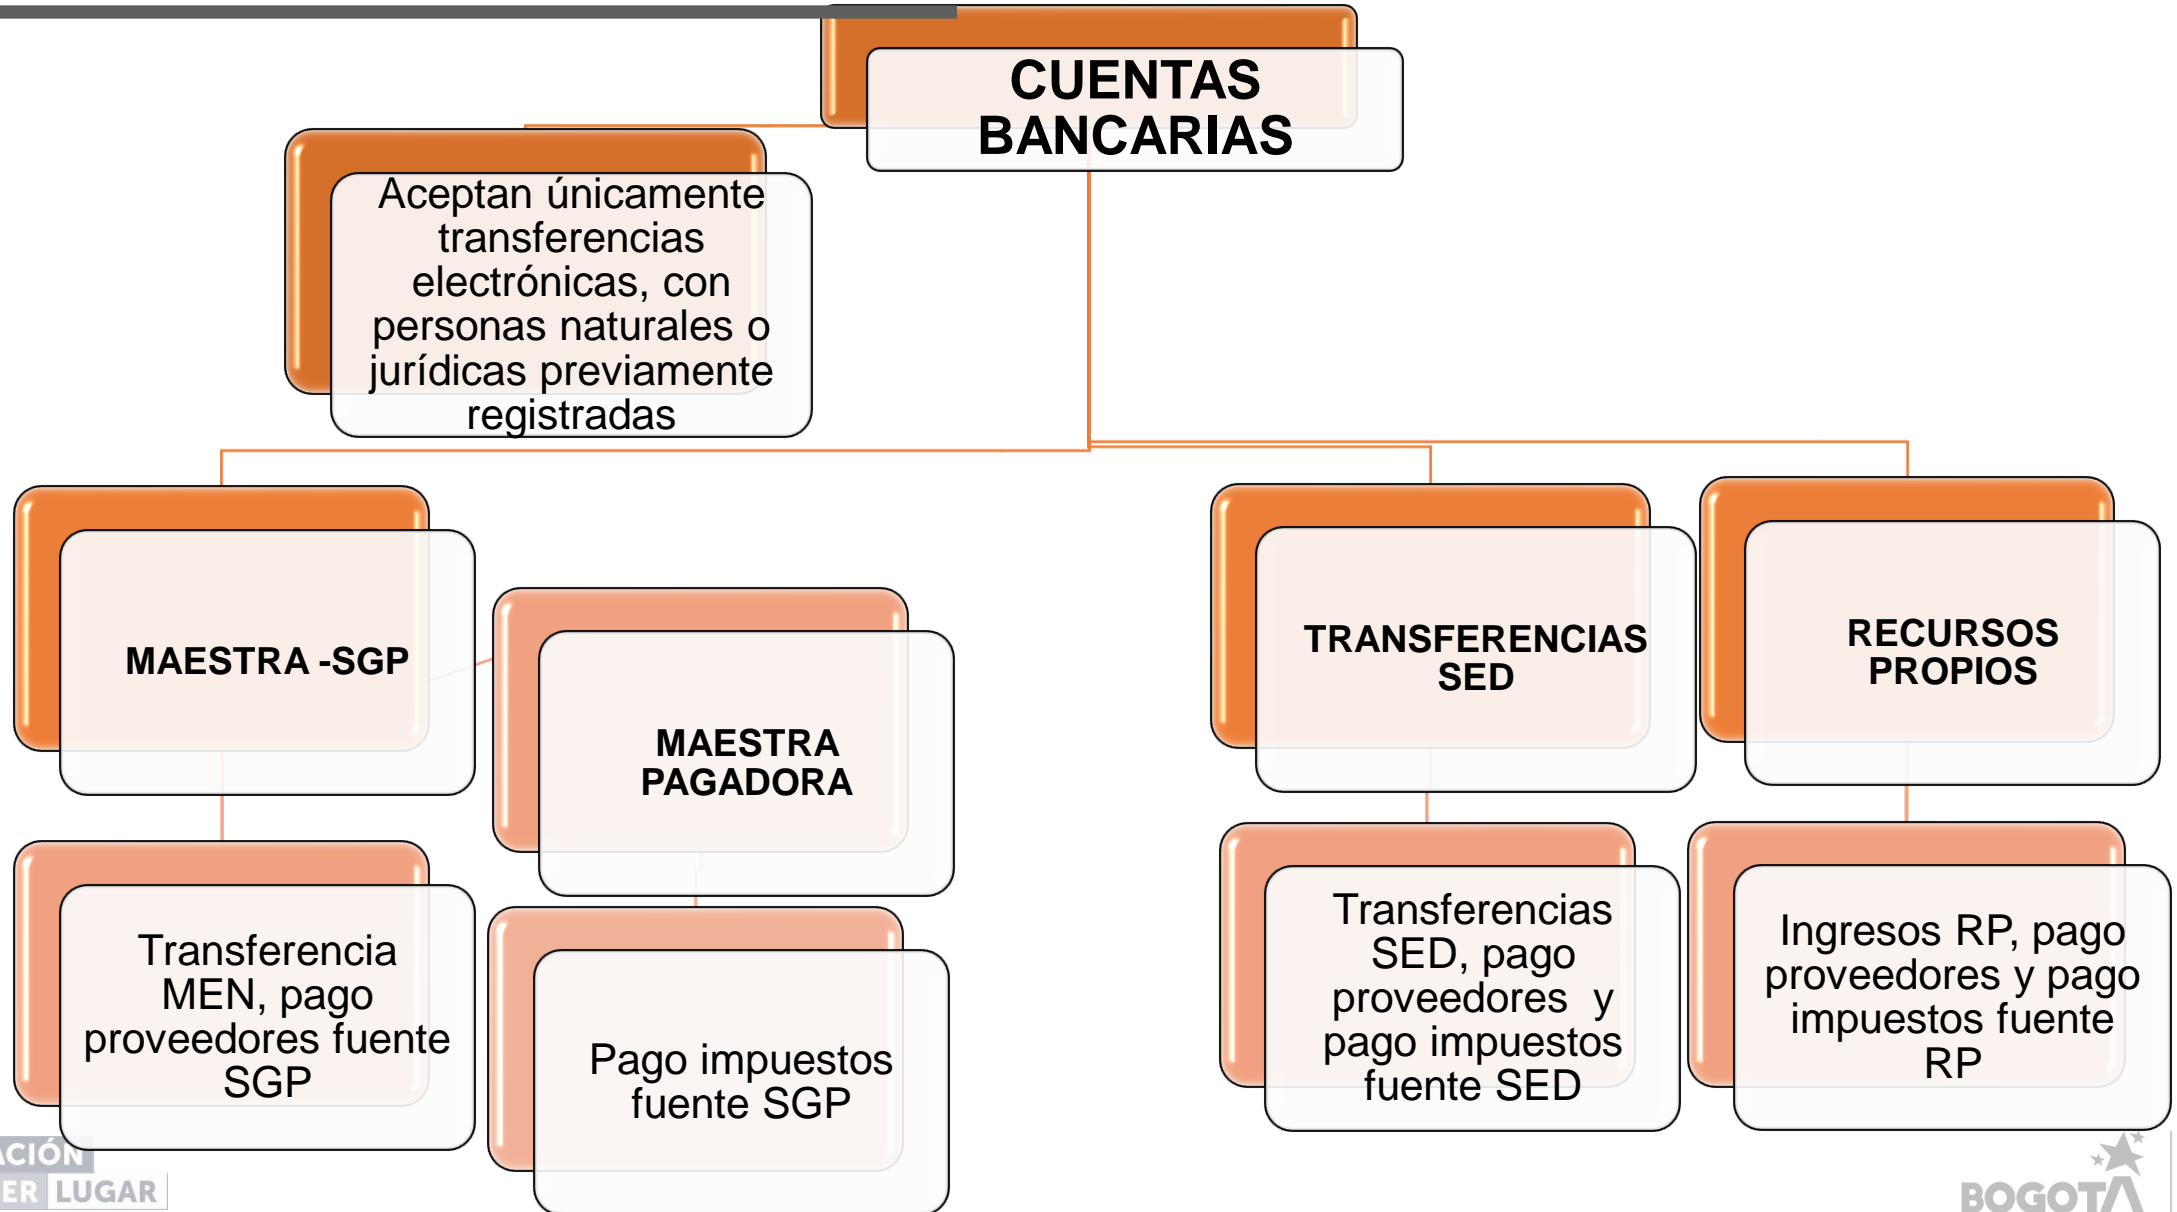 CUENTAS
BANCARIAS
Aceptan únicamente
transferencias
electrónicas, con
personas naturales o
jurídicas previamente
registradas
MAESTRA -SGP
MAESTRA
PAGADORA
TRANSFERENCIAS
SED
RECURSOS
PROPIOS
Transferencia
MEN, pago
proveedores fuente
SGP
Pago impuestos
fuente SGP
Transferencias
SED, pago
proveedores y
pago impuestos
fuente SED
Ingresos RP, pago
proveedores y pago
impuestos fuente
RP
ACIÓN
ER LUGAR
BOGOTÁ